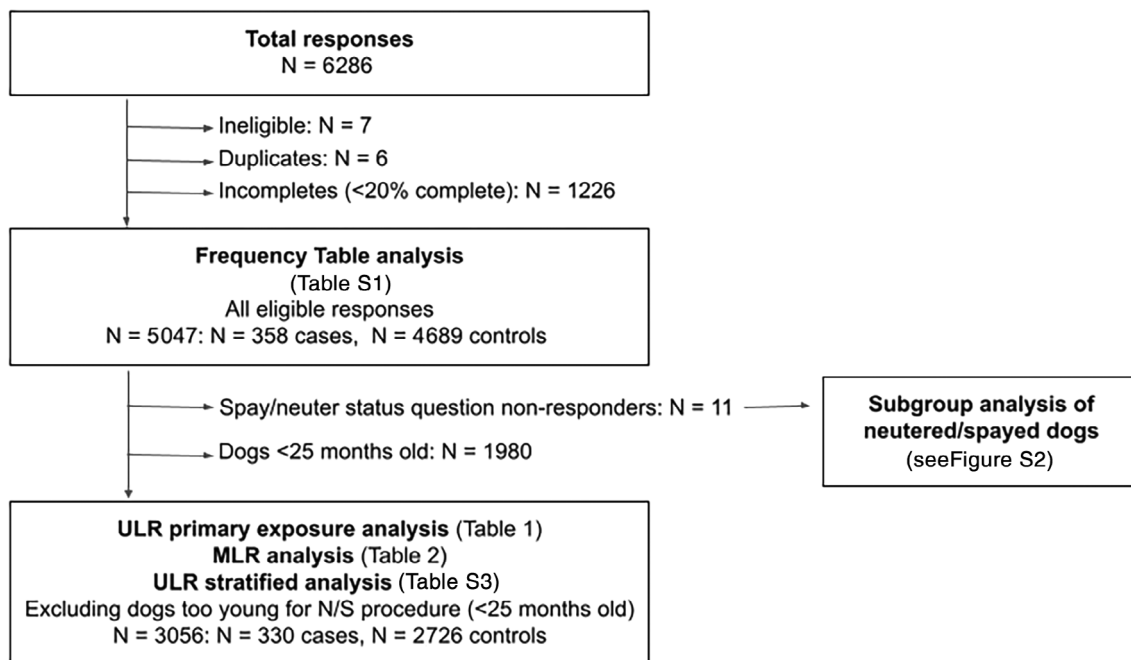 Total responses
N = 6286
Ineligible: N = 7
Duplicates: N = 6
Incompletes (<20% complete): N = 1226
Frequency Table analysis
(Table S1)
All eligible responses
N = 5047: N = 358 cases, N = 4689 controls
Spay/neuter status question non-responders: N = 11
Dogs <25 months old: N = 1980
Subgroup analysis of
neutered/spayed dogs
(seeFigure S2)
ULR primary exposure analysis (Table 1)
MLR analysis (Table 2)
ULR stratified analysis (Table S3)
Excluding dogs too young for N/S procedure (<25 months old)
N = 3056: N = 330 cases, N = 2726 controls